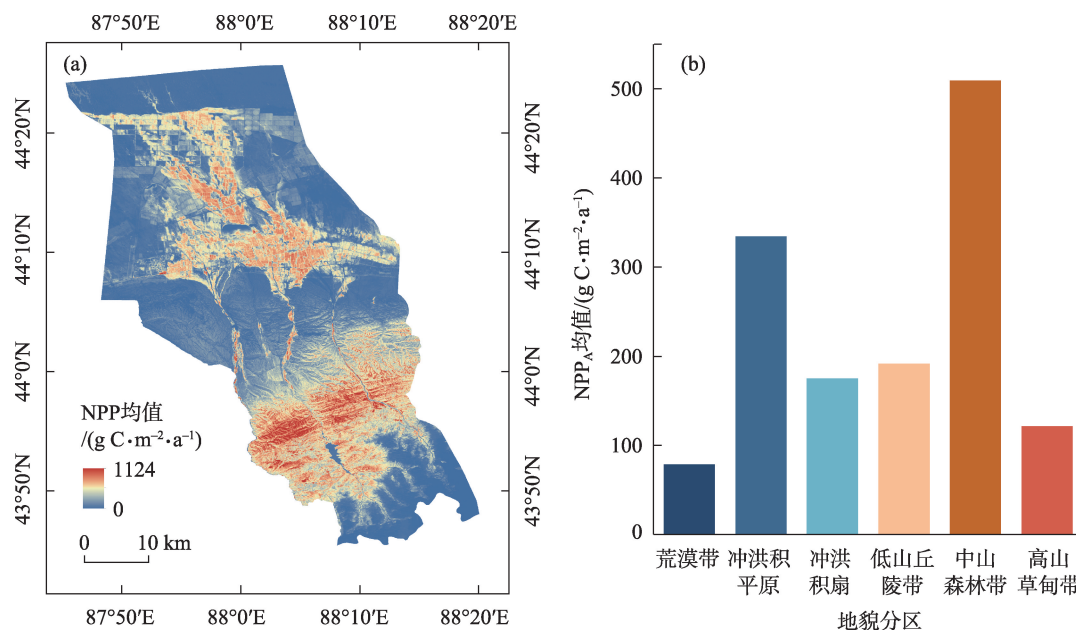 87°50′E 88°0′E 88°10′E 88°20′E
(a)
44°20′N
44°10′N
44°0′N
43°50′N
44°20′N
44°10′N
44°0′N
43°50′N
NPP均值
/(g C·m⁻²·a⁻¹)
1124
0
0 10 km
87°50′E 88°0′E 88°10′E 88°20′E
(b)
NPP_A均值/(g C·m⁻²·a⁻¹)
500
400
300
200
100
0
荒漠带 冲洪积 冲洪 低山丘 中山 高山
平原 积扇 陵带 森林带 草甸带
地貌分区